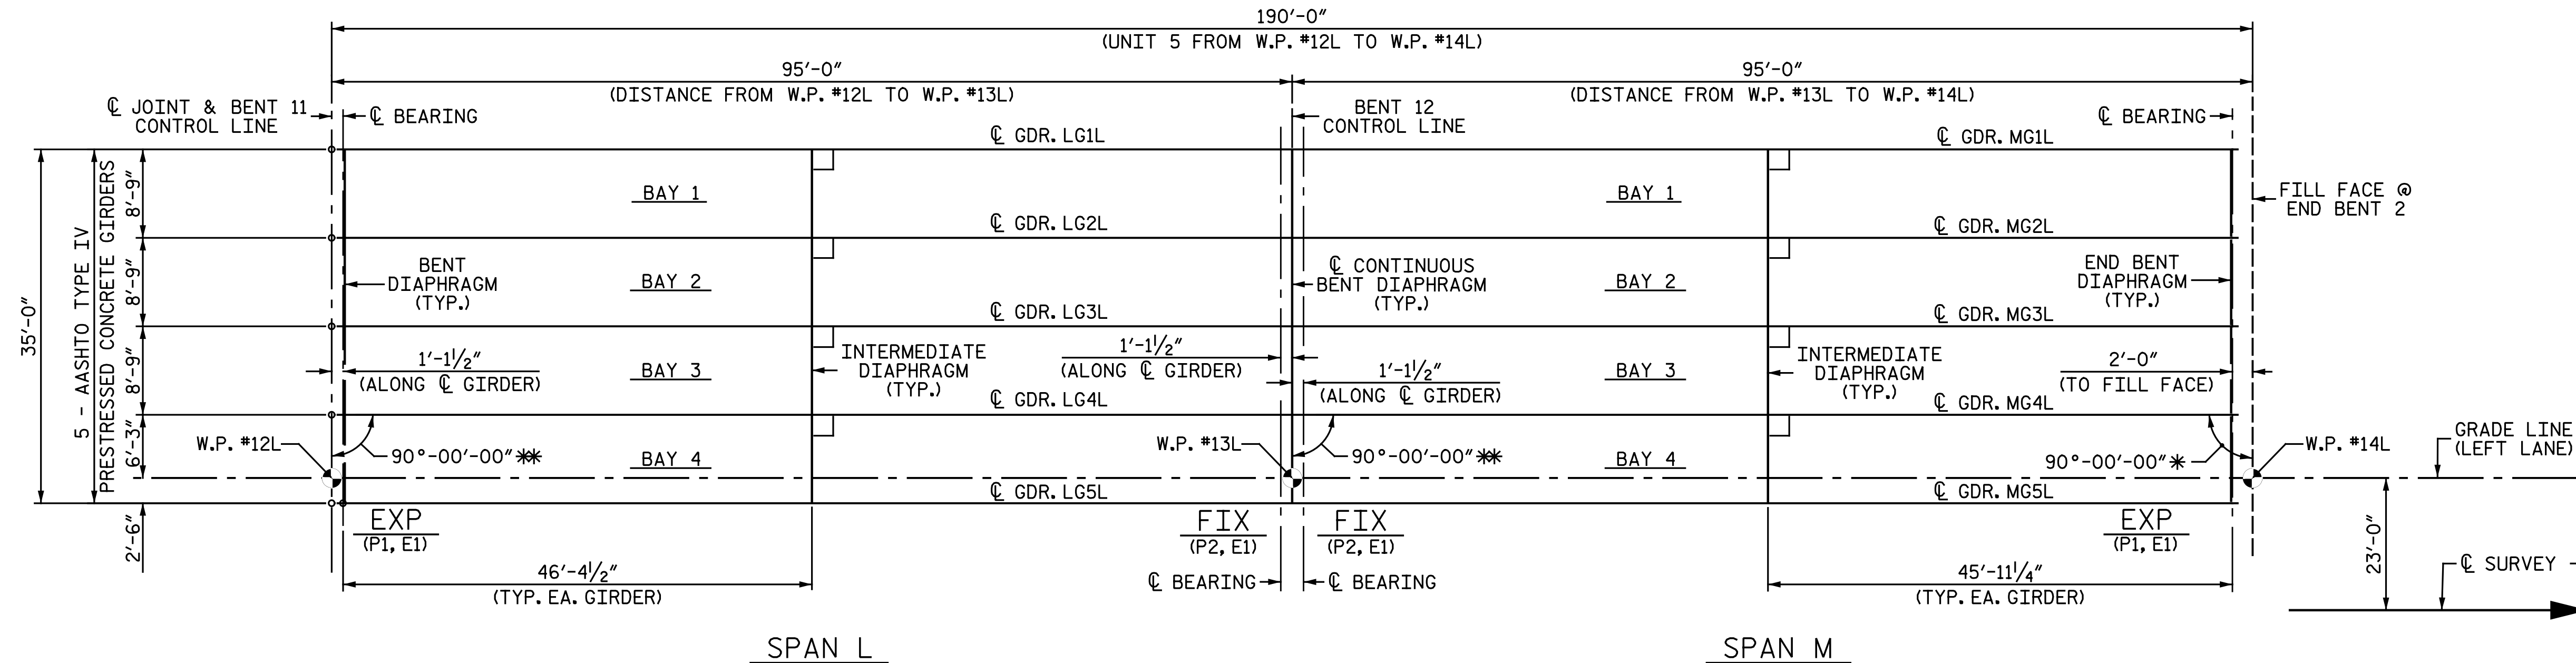 190'-0"
(UNIT 5 FROM W.P. #12L TO W.P. #14L)
95'-0"
(DISTANCE FROM W.P. #12L TO W.P. #13L)
95'-0"
(DISTANCE FROM W.P. #13L TO W.P. #14L)
℄ JOINT & BENT 11
CONTROL LINE
℄ BEARING
BENT 12
CONTROL LINE
℄ BEARING
℄ GDR. LG1L
℄ GDR. MG1L
35'-0"
5 - AASHTO TYPE IV
PRESTRESSED CONCRETE GIRDERS
8'-9"
8'-9"
8'-9"
6'-3"
2'-6"
BAY 1
BAY 1
FILL FACE @
END BENT 2
℄ GDR. LG2L
℄ GDR. MG2L
BENT
DIAPHRAGM
(TYP.)
BAY 2
℄ CONTINUOUS
BENT DIAPHRAGM
(TYP.)
BAY 2
END BENT
DIAPHRAGM
(TYP.)
℄ GDR. LG3L
℄ GDR. MG3L
1'-1½"
(ALONG ℄ GIRDER)
BAY 3
INTERMEDIATE
DIAPHRAGM
(TYP.)
1'-1½"
(ALONG ℄ GIRDER)
1'-1½"
(ALONG ℄ GIRDER)
BAY 3
INTERMEDIATE
DIAPHRAGM
(TYP.)
2'-0"
(TO FILL FACE)
℄ GDR. LG4L
℄ GDR. MG4L
W.P. #12L
90°-00'-00" **
BAY 4
W.P. #13L
90°-00'-00" **
BAY 4
90°-00'-00" *
W.P. #14L
GRADE LINE
(LEFT LANE)
℄ GDR. LG5L
℄ GDR. MG5L
EXP
(P1, E1)
FIX
(P2, E1)
FIX
(P2, E1)
EXP
(P1, E1)
23'-0"
46'-4½"
(TYP. EA. GIRDER)
℄ BEARING
℄ BEARING
45'-11¼"
(TYP. EA. GIRDER)
℄ SURVEY -
SPAN L
SPAN M